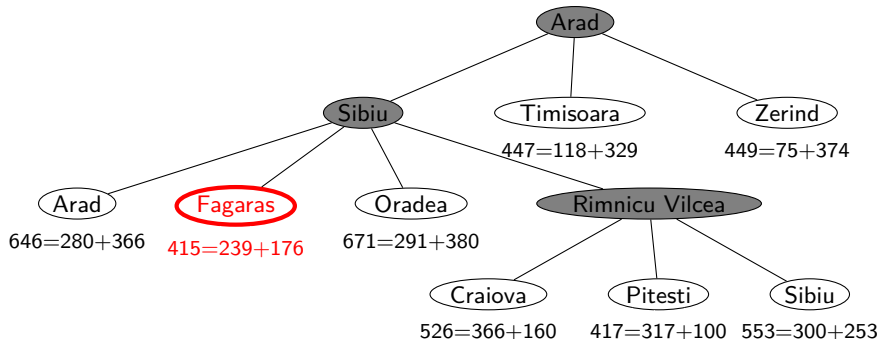 Arad
Sibiu Timisoara Zerind
447=118+329 449=75+374
Arad Fagaras Oradea Rimnicu Vilcea
646=280+366 415=239+176 671=291+380
Craiova Pitesti Sibiu
526=366+160 417=317+100 553=300+253